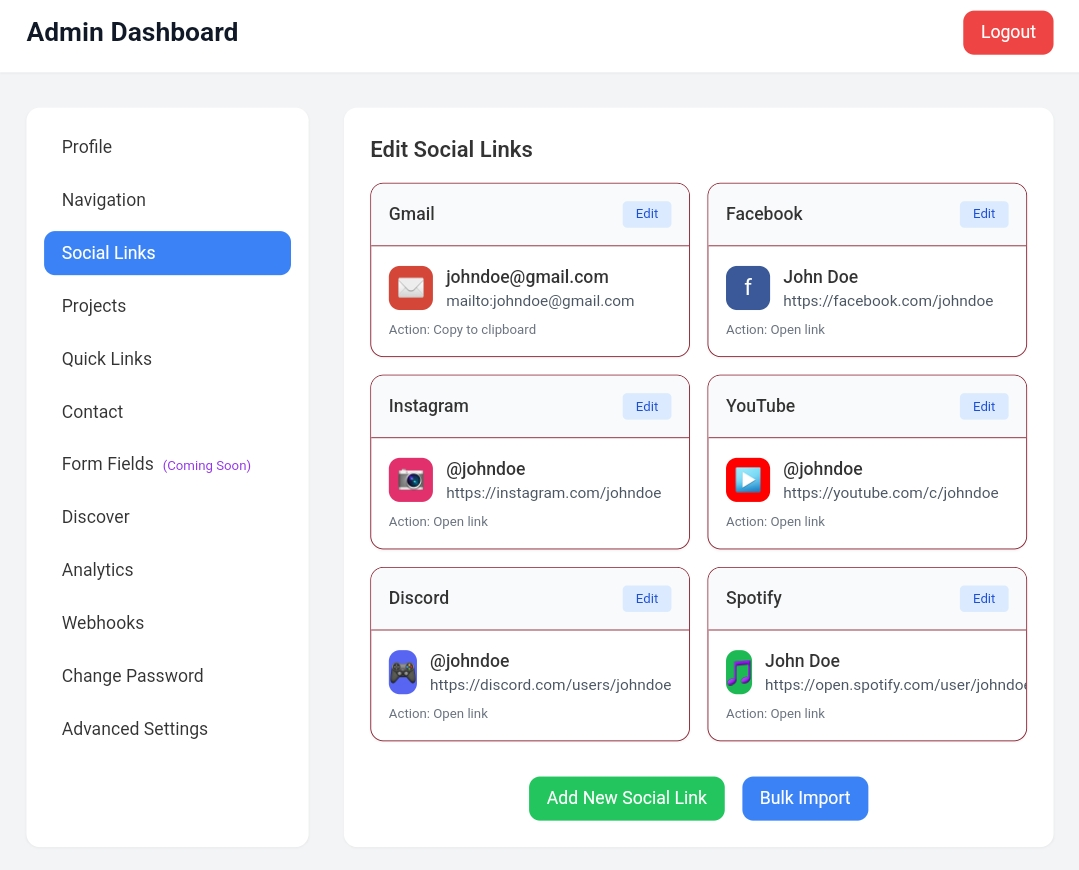 Admin Dashboard
Logout
Profile
Navigation
Social Links
Projects
Quick Links
Contact
Form Fields (Coming Soon)
Discover
Analytics
Webhooks
Change Password
Advanced Settings
Edit Social Links
Gmail
Edit
johndoe@gmail.com
mailto:johndoe@gmail.com
Action: Copy to clipboard
Facebook
Edit
f
John Doe
https://facebook.com/johndoe
Action: Open link
Instagram
Edit
@johndoe
https://instagram.com/johndoe
Action: Open link
YouTube
Edit
@johndoe
https://youtube.com/c/johndoe
Action: Open link
Discord
Edit
@johndoe
https://discord.com/users/johndoe
Action: Open link
Spotify
Edit
John Doe
https://open.spotify.com/user/johndoe
Action: Open link
Add New Social Link
Bulk Import